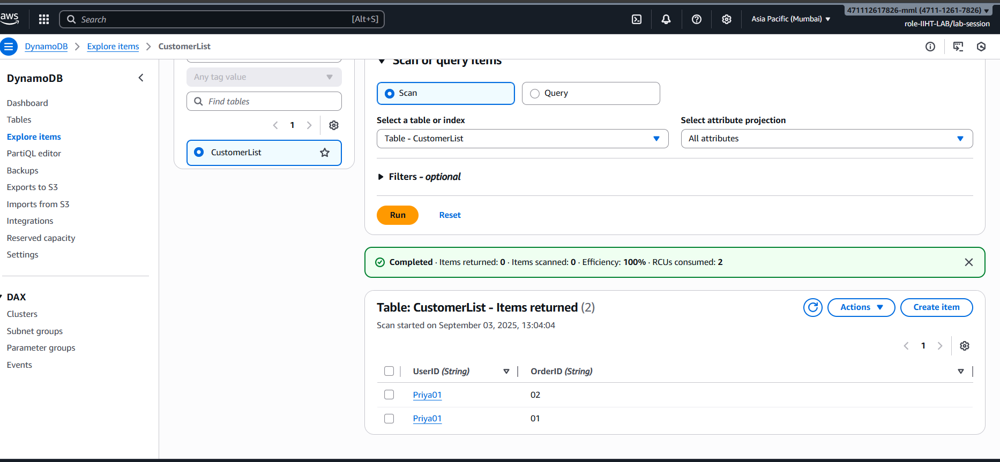 aws
Search [Alt+S]
Asia Pacific (Mumbai)
471112617826-mml (4711-1261-7826)
role-IIHT-LAB/lab-session
DynamoDB > Explore items > CustomerList
DynamoDB
Dashboard
Tables
Explore items
PartiQL editor
Backups
Exports to S3
Imports from S3
Integrations
Reserved capacity
Settings
DAX
Clusters
Subnet groups
Parameter groups
Events
Any tag value
Find tables
1
CustomerList
Scan or query items
Scan
Query
Select a table or index
Table - CustomerList
Select attribute projection
All attributes
Filters - optional
Run
Reset
Completed · Items returned: 0 · Items scanned: 0 · Efficiency: 100% · RCUs consumed: 2
Table: CustomerList - Items returned (2)
Scan started on September 03, 2025, 13:04:04
Actions
Create item
1
UserID (String) OrderID (String)
Priya01 02
Priya01 01